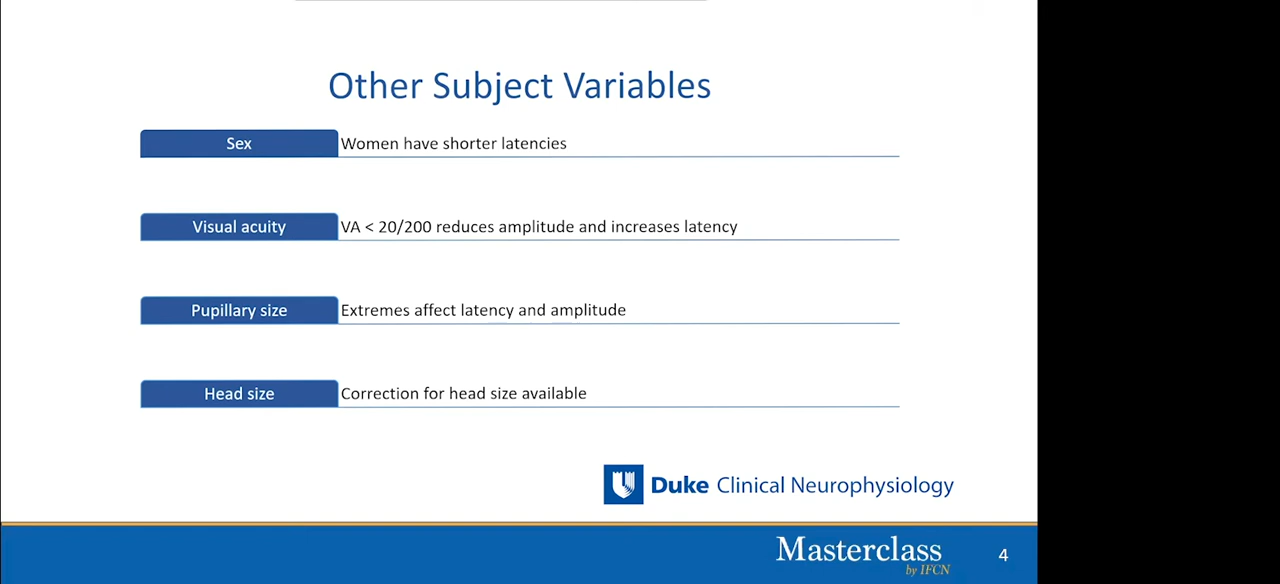 Other Subject Variables
Sex
Women have shorter latencies
Visual acuity
VA < 20/200 reduces amplitude and increases latency
Pupillary size
Extremes affect latency and amplitude
Head size
Correction for head size available
Duke Clinical Neurophysiology
Masterclass
by IFCN
4